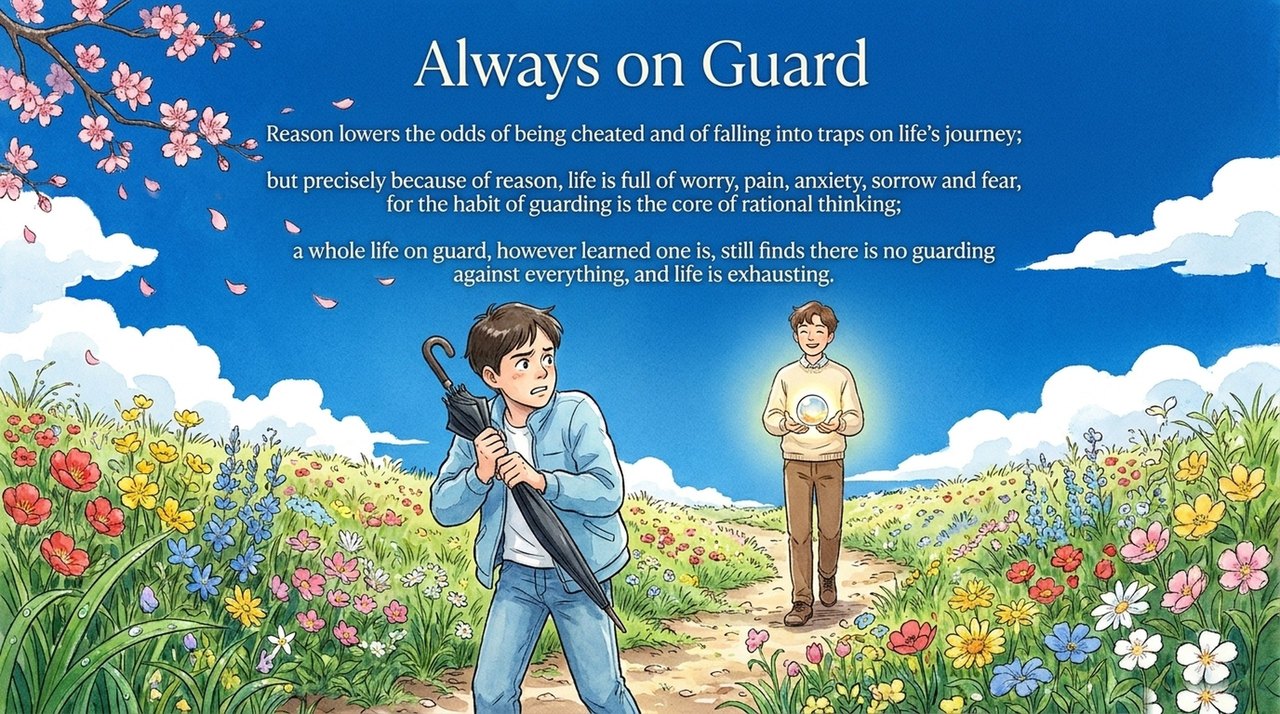 Always on Guard
Reason lowers the odds of being cheated and of falling into traps on life’s journey;
but precisely because of reason, life is full of worry, pain, anxiety, sorrow and fear,
for the habit of guarding is the core of rational thinking;
a whole life on guard, however learned one is, still finds there is no guarding
against everything, and life is exhausting.